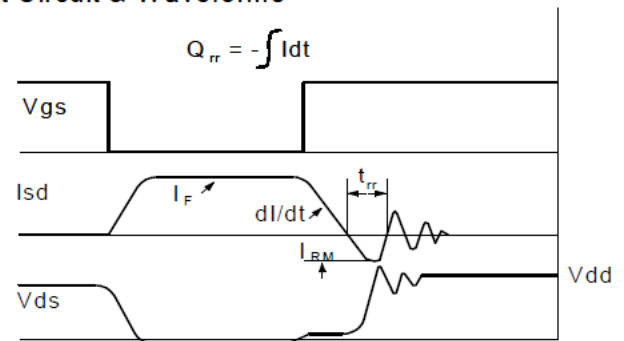 Q rr = -∫Idt
Vgs
Isd
I F
dI/dt
t rr
I RM
Vds
Vdd